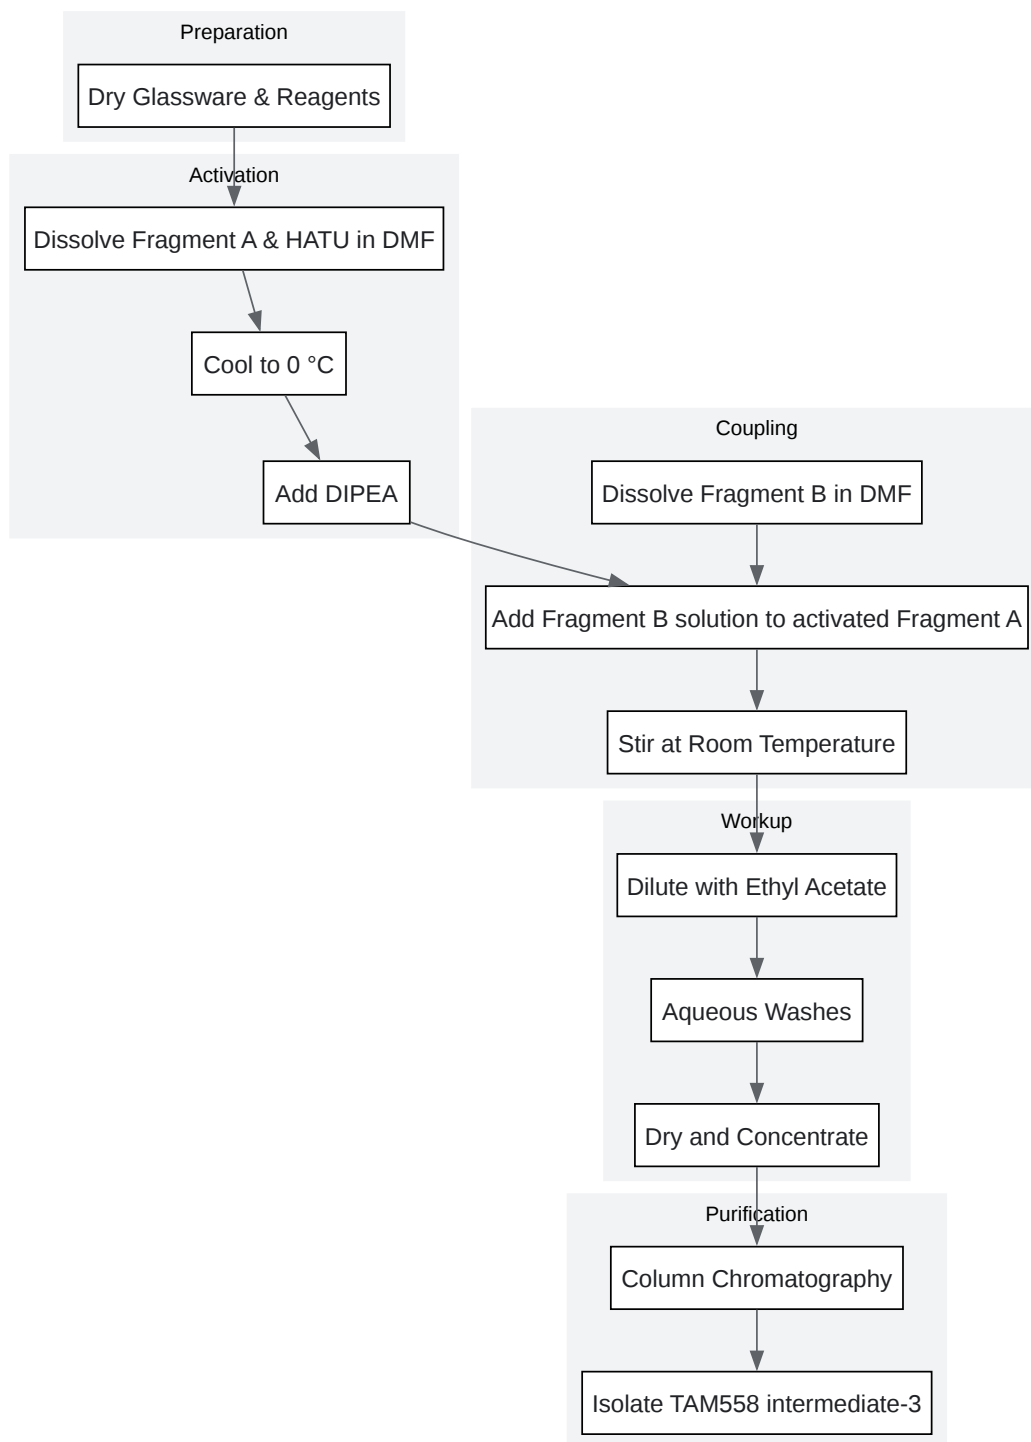 Preparation
Dry Glassware & Reagents
Activation
Dissolve Fragment A & HATU in DMF
Cool to 0 °C
Add DIPEA
Coupling
Dissolve Fragment B in DMF
Add Fragment B solution to activated Fragment A
Stir at Room Temperature
Workup
Dilute with Ethyl Acetate
Aqueous Washes
Dry and Concentrate
Purification
Column Chromatography
Isolate TAM558 intermediate-3